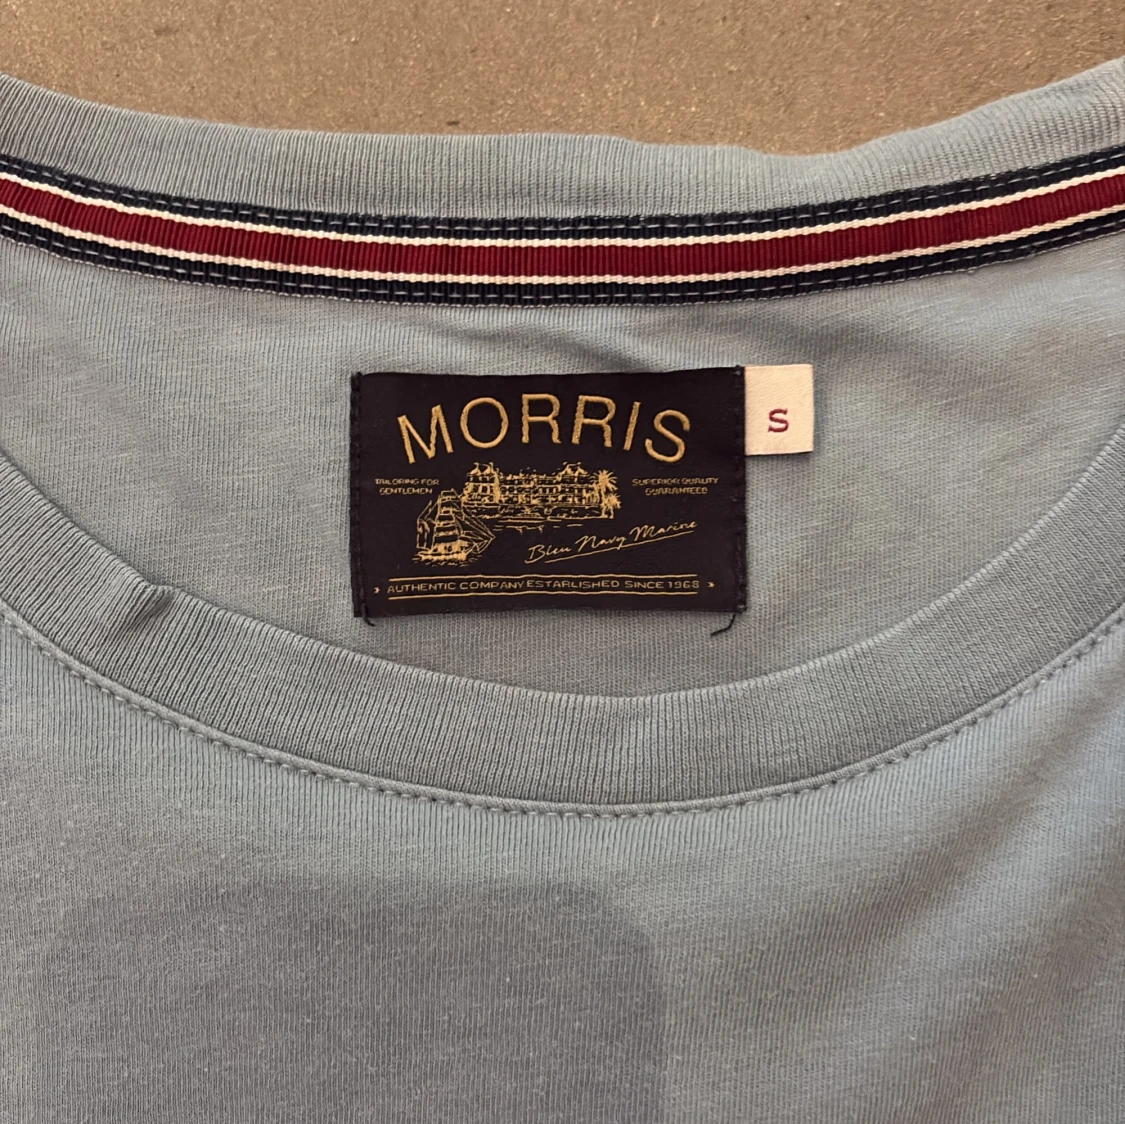 MORRIS
S
TAILORING FOR
GENTLEMEN
SUPERIOR QUALITY
GUARANTEED
Bleu Navy Marine
AUTHENTIC COMPANY ESTABLISHED SINCE 1968